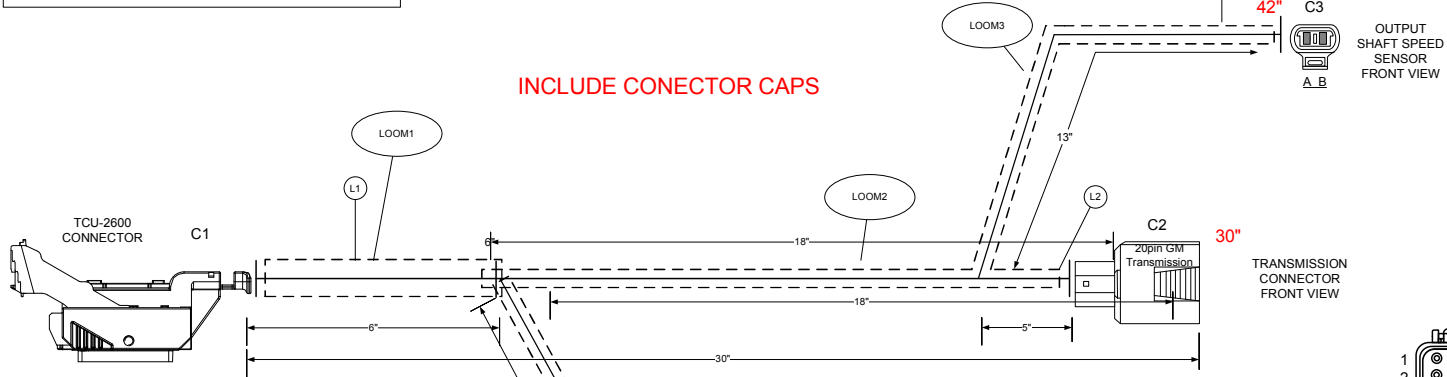 42"
C3
LOOM3
OUTPUT
SHAFT SPEED
SENSOR
FRONT VIEW
A B
INCLUDE CONECTOR CAPS
LOOM1
13"
L1
LOOM2
L2
TCU-2600
CONNECTOR
C1
C2
30"
6"
18"
20pin GM
Transmission
TRANSMISSION
CONNECTOR
FRONT VIEW
18"
6"
5"
30"
1